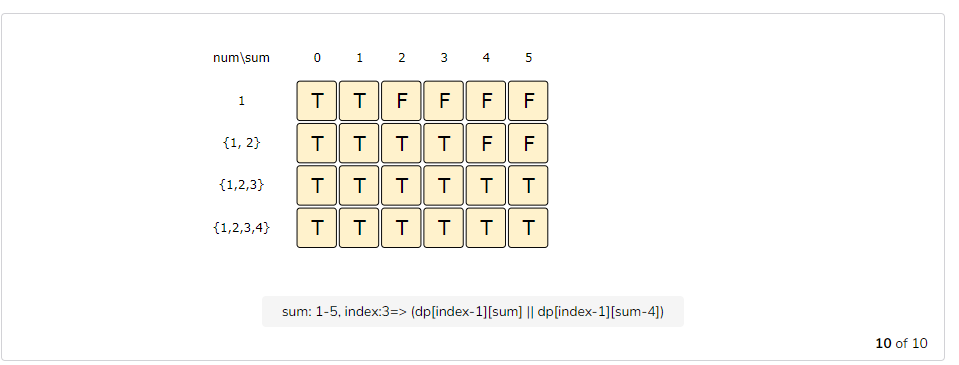 num\sum 0 1 2 3 4 5
1 T T F F F F
{1, 2} T T T T F F
{1,2,3} T T T T T T
{1,2,3,4} T T T T T T
sum: 1-5, index:3=> (dp[index-1][sum] || dp[index-1][sum-4])
10 of 10